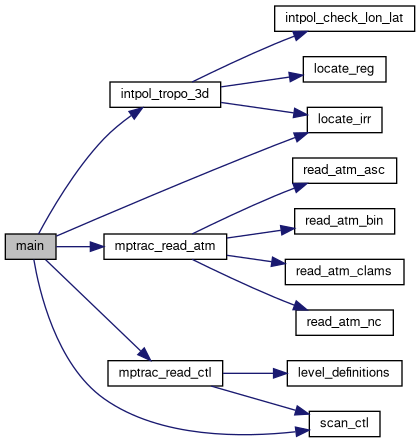 intpol_check_lon_lat
locate_reg
intpol_tropo_3d
locate_irr
read_atm_asc
read_atm_bin
main
mptrac_read_atm
read_atm_clams
read_atm_nc
mptrac_read_ctl
level_definitions
scan_ctl